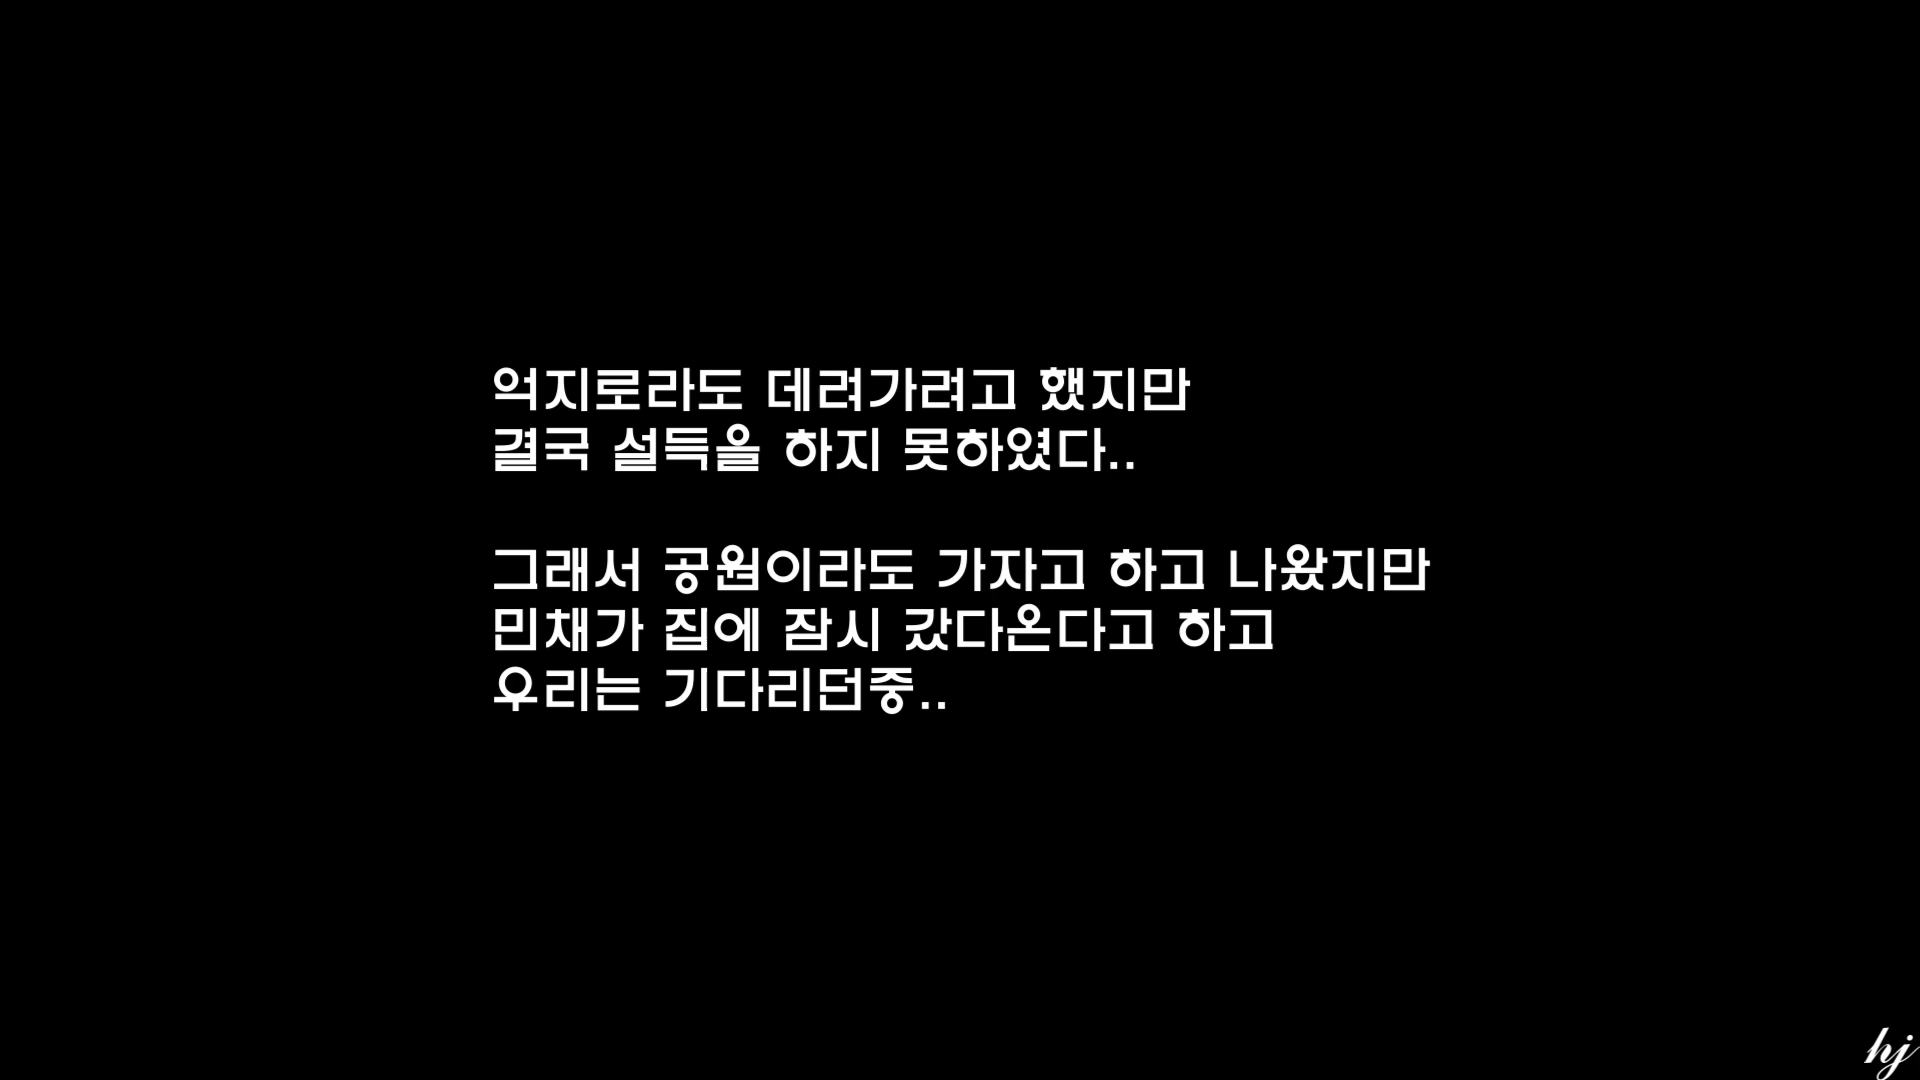 억지로라도 데려가려고 했지만
결국 설득을 하지 못하였다..
그래서 공원이라도 가자고 하고 나왔지만
민채가 집에 잠시 갔다온다고 하고
우리는 기다리던중..
hj